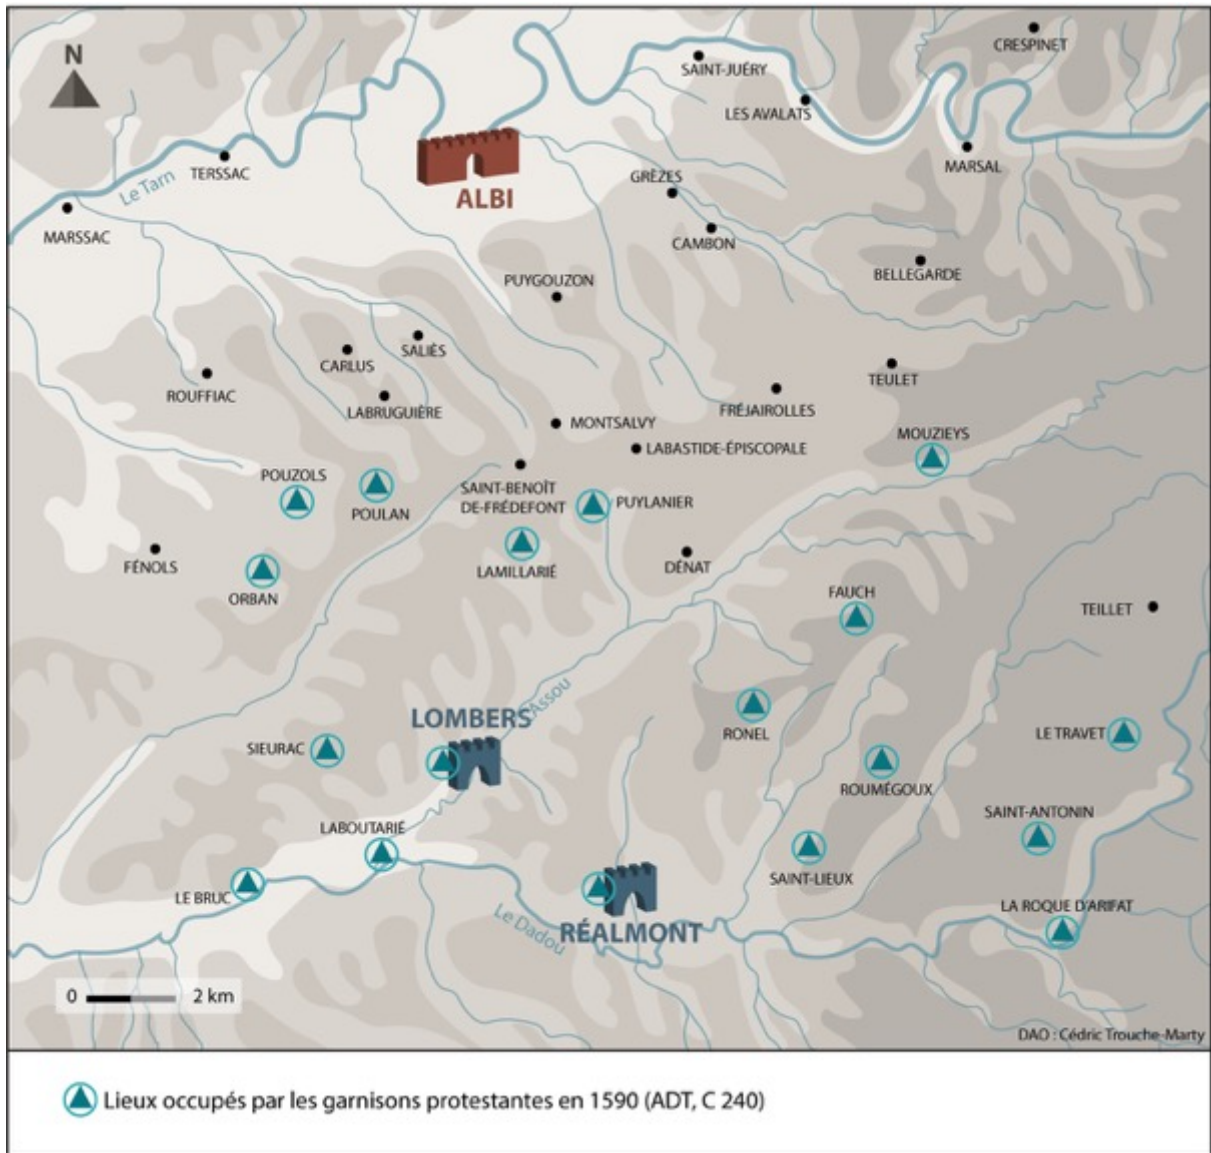 N
CRESPINET
SAINT-JUÉRY
LES AVALATS
MARSAL
TERSSAC
Le Tarn
ALBI
GRÈZES
MARSSAC
CAMBON
BELLEGARDE
PUYGOUZON
SALIÈS
CARLUS
ROUFFIAC
LABRUGUIÈRE
TEULET
FRÉJAIROLLES
MONTSALVY
MOUZIEYS
LABASTIDE-ÉPISCOPALE
POUZOLS
POULAN
SAINT-BENOÎT
DE-FRÉDEFONT
PUYLANIER
FÉNOLS
LAMILLARIÉ
DÉNAT
ORBAN
FAUCH
TEILLET
L'Assou
LOMBERS
SIEURAC
RONEL
LE TRAVET
ROUMÉGOUX
SAINT-ANTONIN
LABOUTARIÉ
SAINT-LIEUX
LE BRUC
LA ROQUE D'ARIFAT
Le Dadou
RÉALMONT
0 2 km
DAO : Cédric Trouche-Marty
Lieux occupés par les garnisons protestantes en 1590 (ADT, C 240)